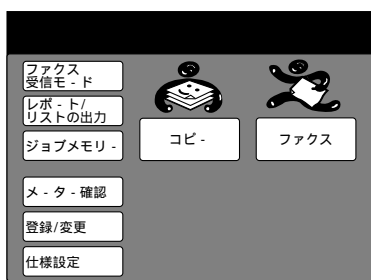 ファクス
受信モ - ド
レポ - ト/
リストの出力
ジョブメモリ -
コピ -
ファクス
メ - タ - 確認
登録/変更
仕様設定